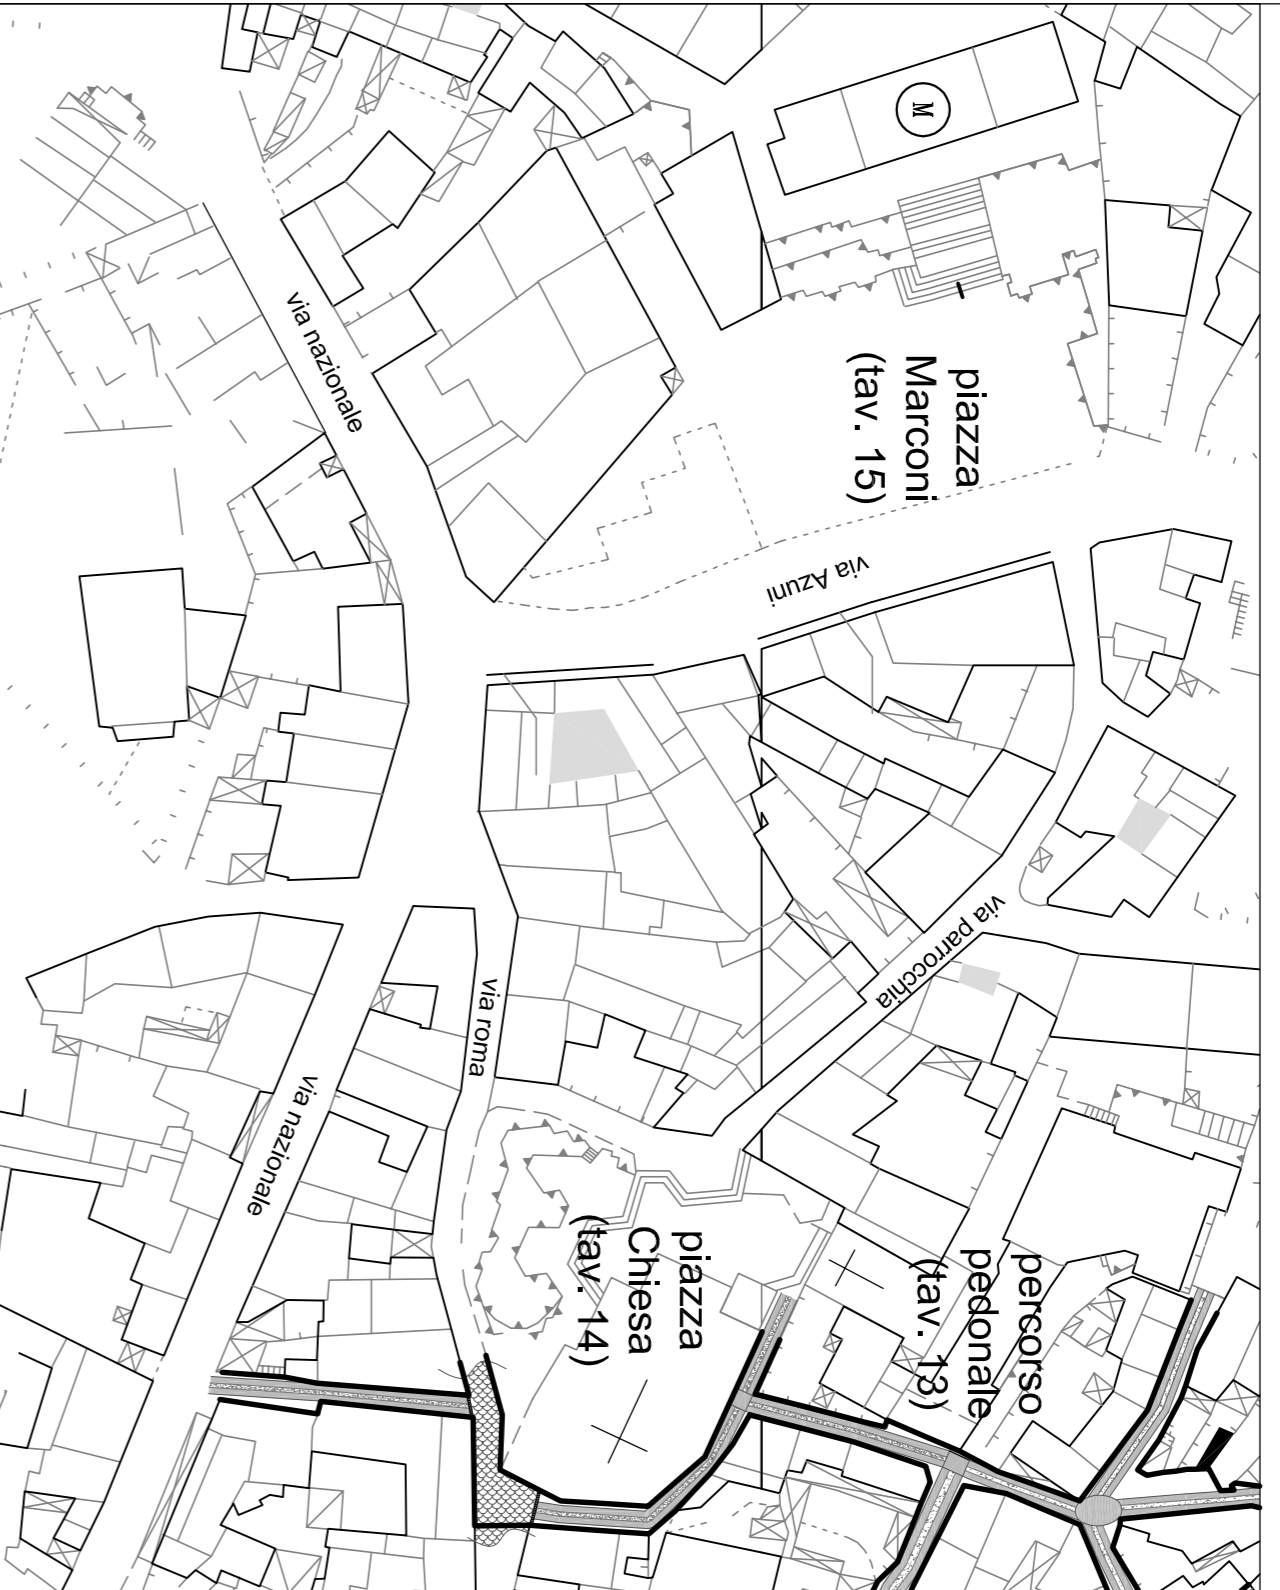 M
piazza
Marconi
(tav. 15)
via nazionale
via Azuni
via parrocchia
via roma
via nazionale
piazza
Chiesa
(tav. 14)
percorso
pedonale
(tav. 13)